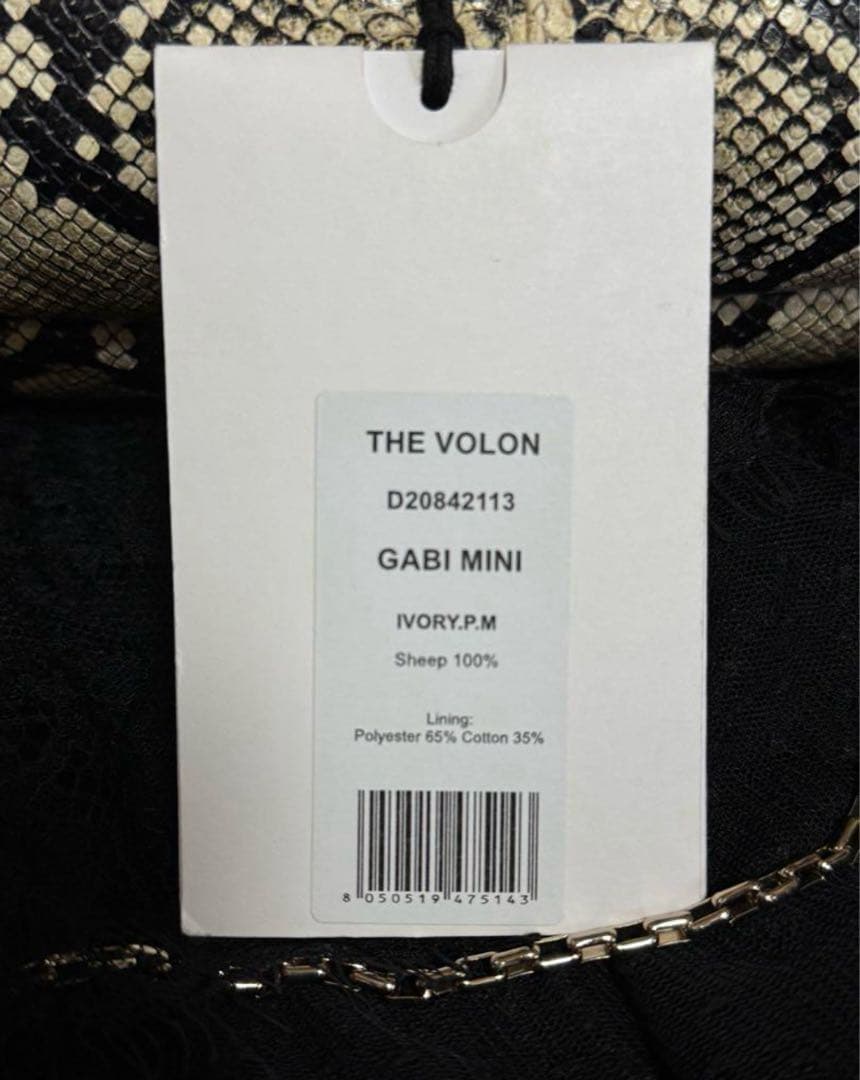 THE VOLON
D20842113
GABI MINI
IVORY.P.M
Sheep 100%
Lining:
Polyester 65% Cotton 35%
8 050519 475143